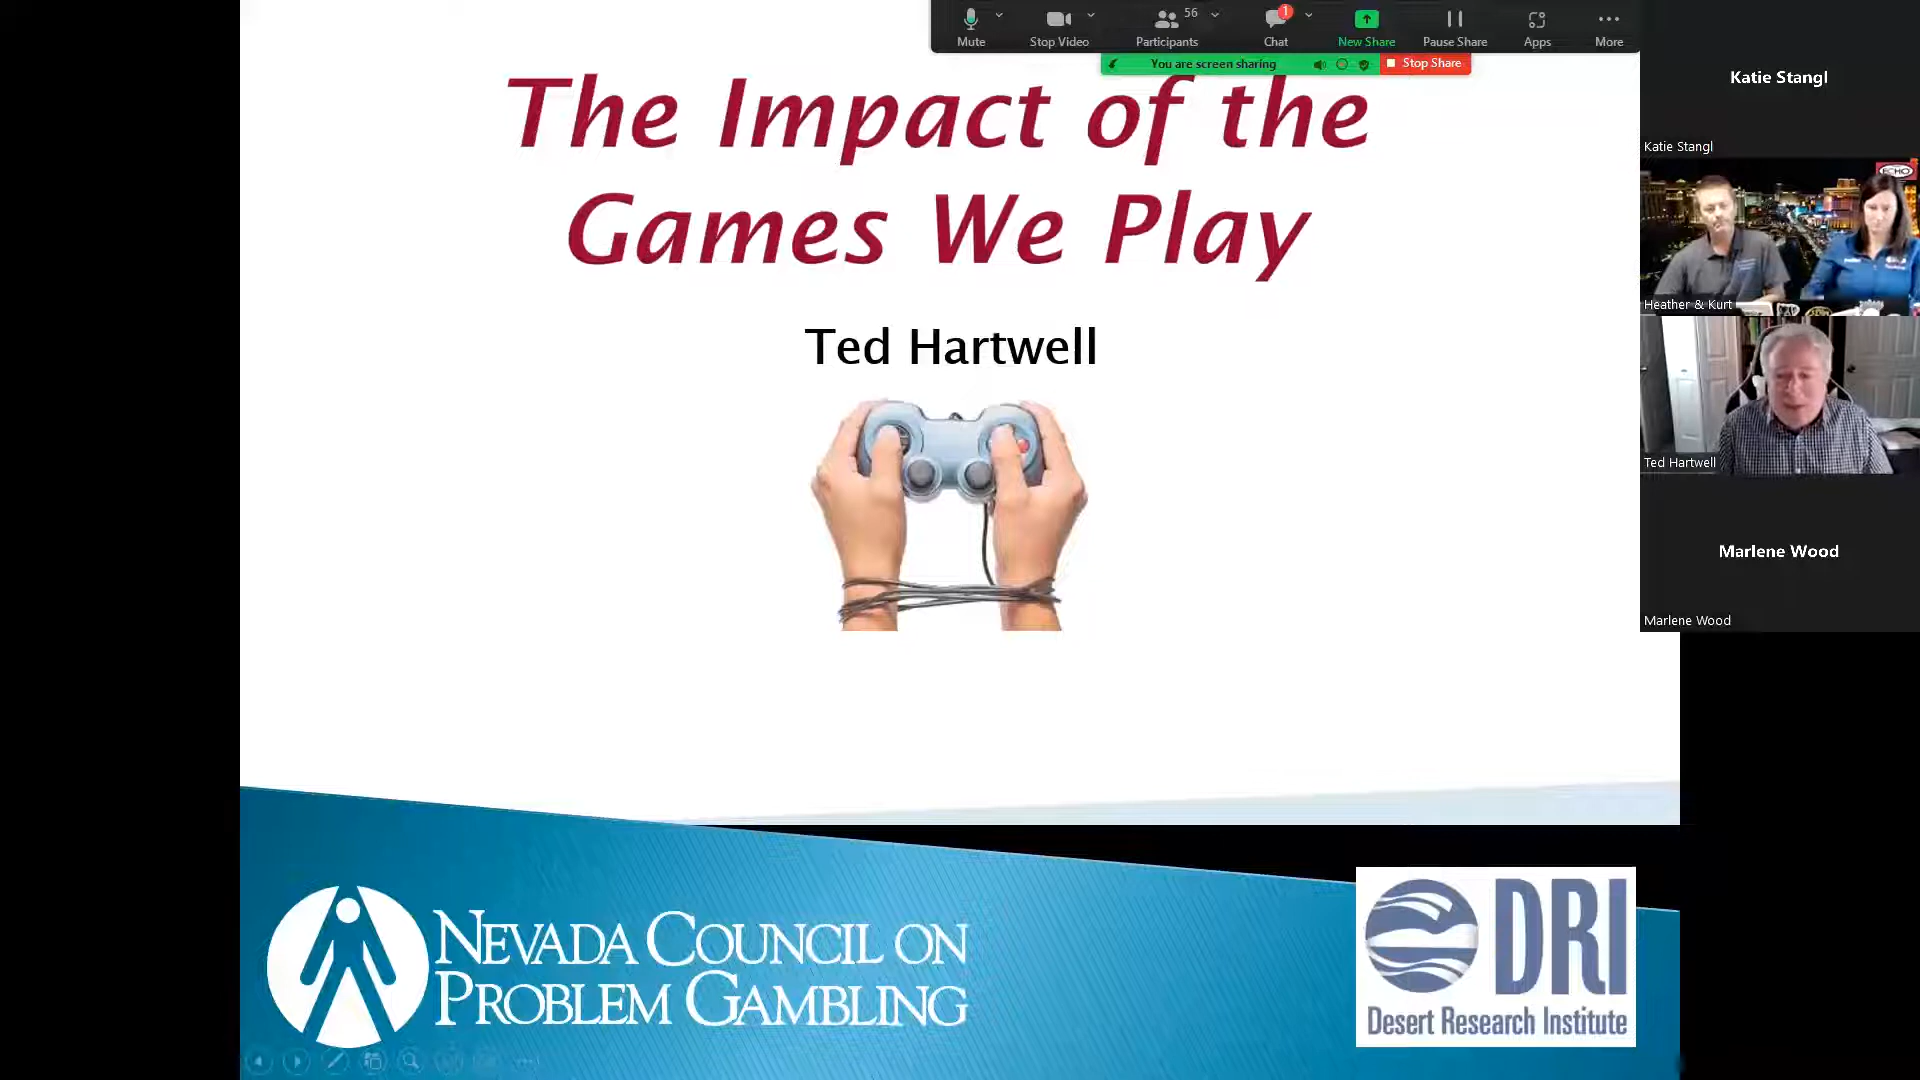 Mute
Stop Video
56
Participants
1
Chat
New Share
Pause Share
Apps
More
You are screen sharing
Stop Share
The Impact of the
Games We Play
Ted Hartwell
Katie Stangl
Katie Stangl
ECHO
Heather & Kurt
Ted Hartwell
Marlene Wood
Marlene Wood
NEVADA COUNCIL ON
PROBLEM GAMBLING
DRI
Desert Research Institute